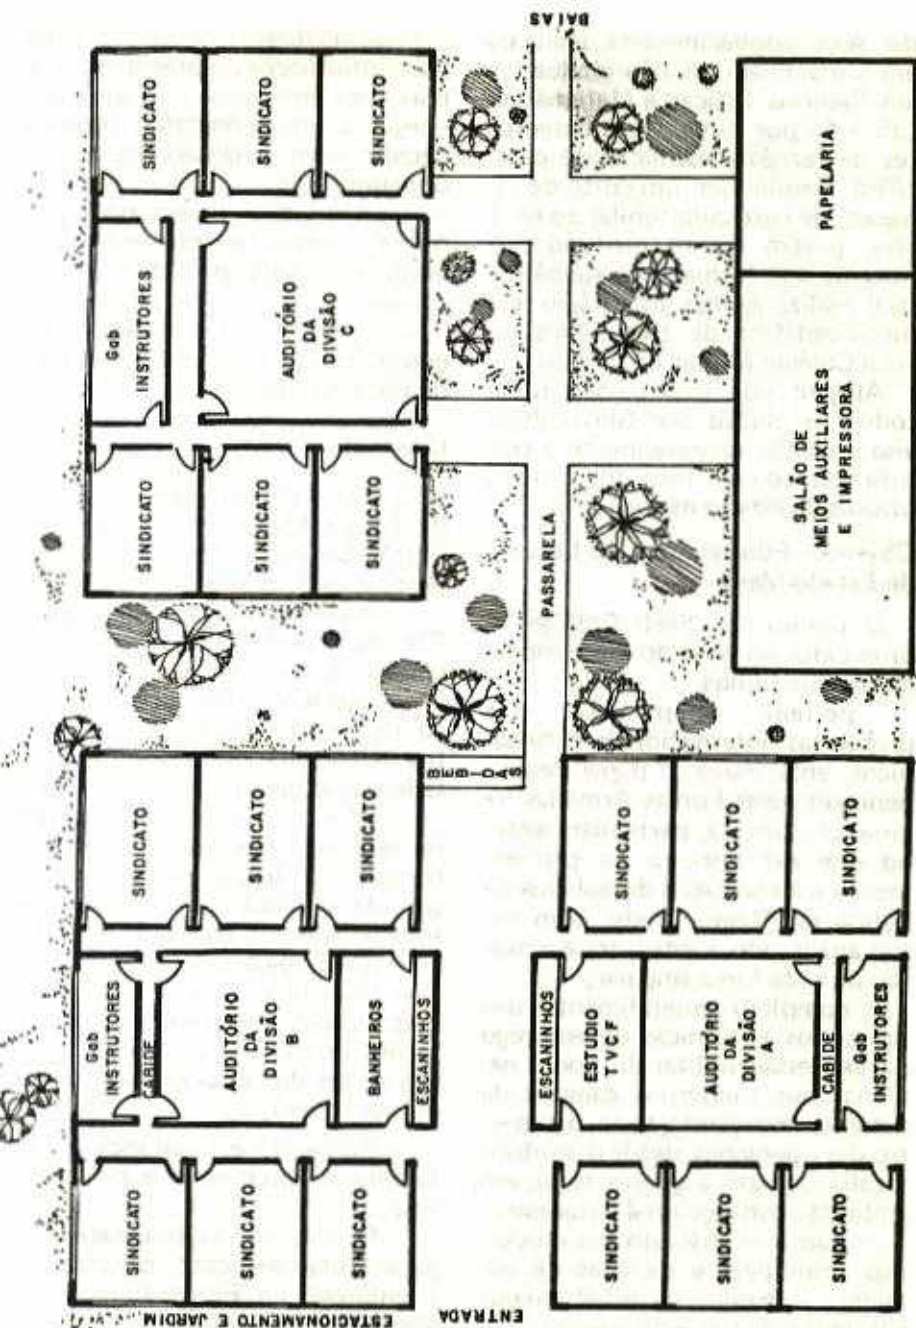 BAIAS
SINDICATO
SINDICATO
SINDICATO
Gab
INSTRUTORES
AUDITÓRIO
DA
DIVISÃO
C
SINDICATO
SINDICATO
SINDICATO
PAPELARIA
SALÃO DE
MEIOS AUXILIARES
E IMPRESSORA
PASSARELA
BEBIDAS
SINDICATO
SINDICATO
SINDICATO
Gab
INSTRUTORES
CABIDE
AUDITÓRIO
DA
DIVISÃO
B
BANHEIROS
ESCANINHOS
SINDICATO
SINDICATO
SINDICATO
SINDICATO
SINDICATO
SINDICATO
ESCANINHOS
ESTUDIO
TVCF
AUDITÓRIO
DA
DIVISÃO
A
CABIDE
Gab
INSTRUTORES
SINDICATO
SINDICATO
SINDICATO
ESTACIONAMENTO E JARDIM
ENTRADA